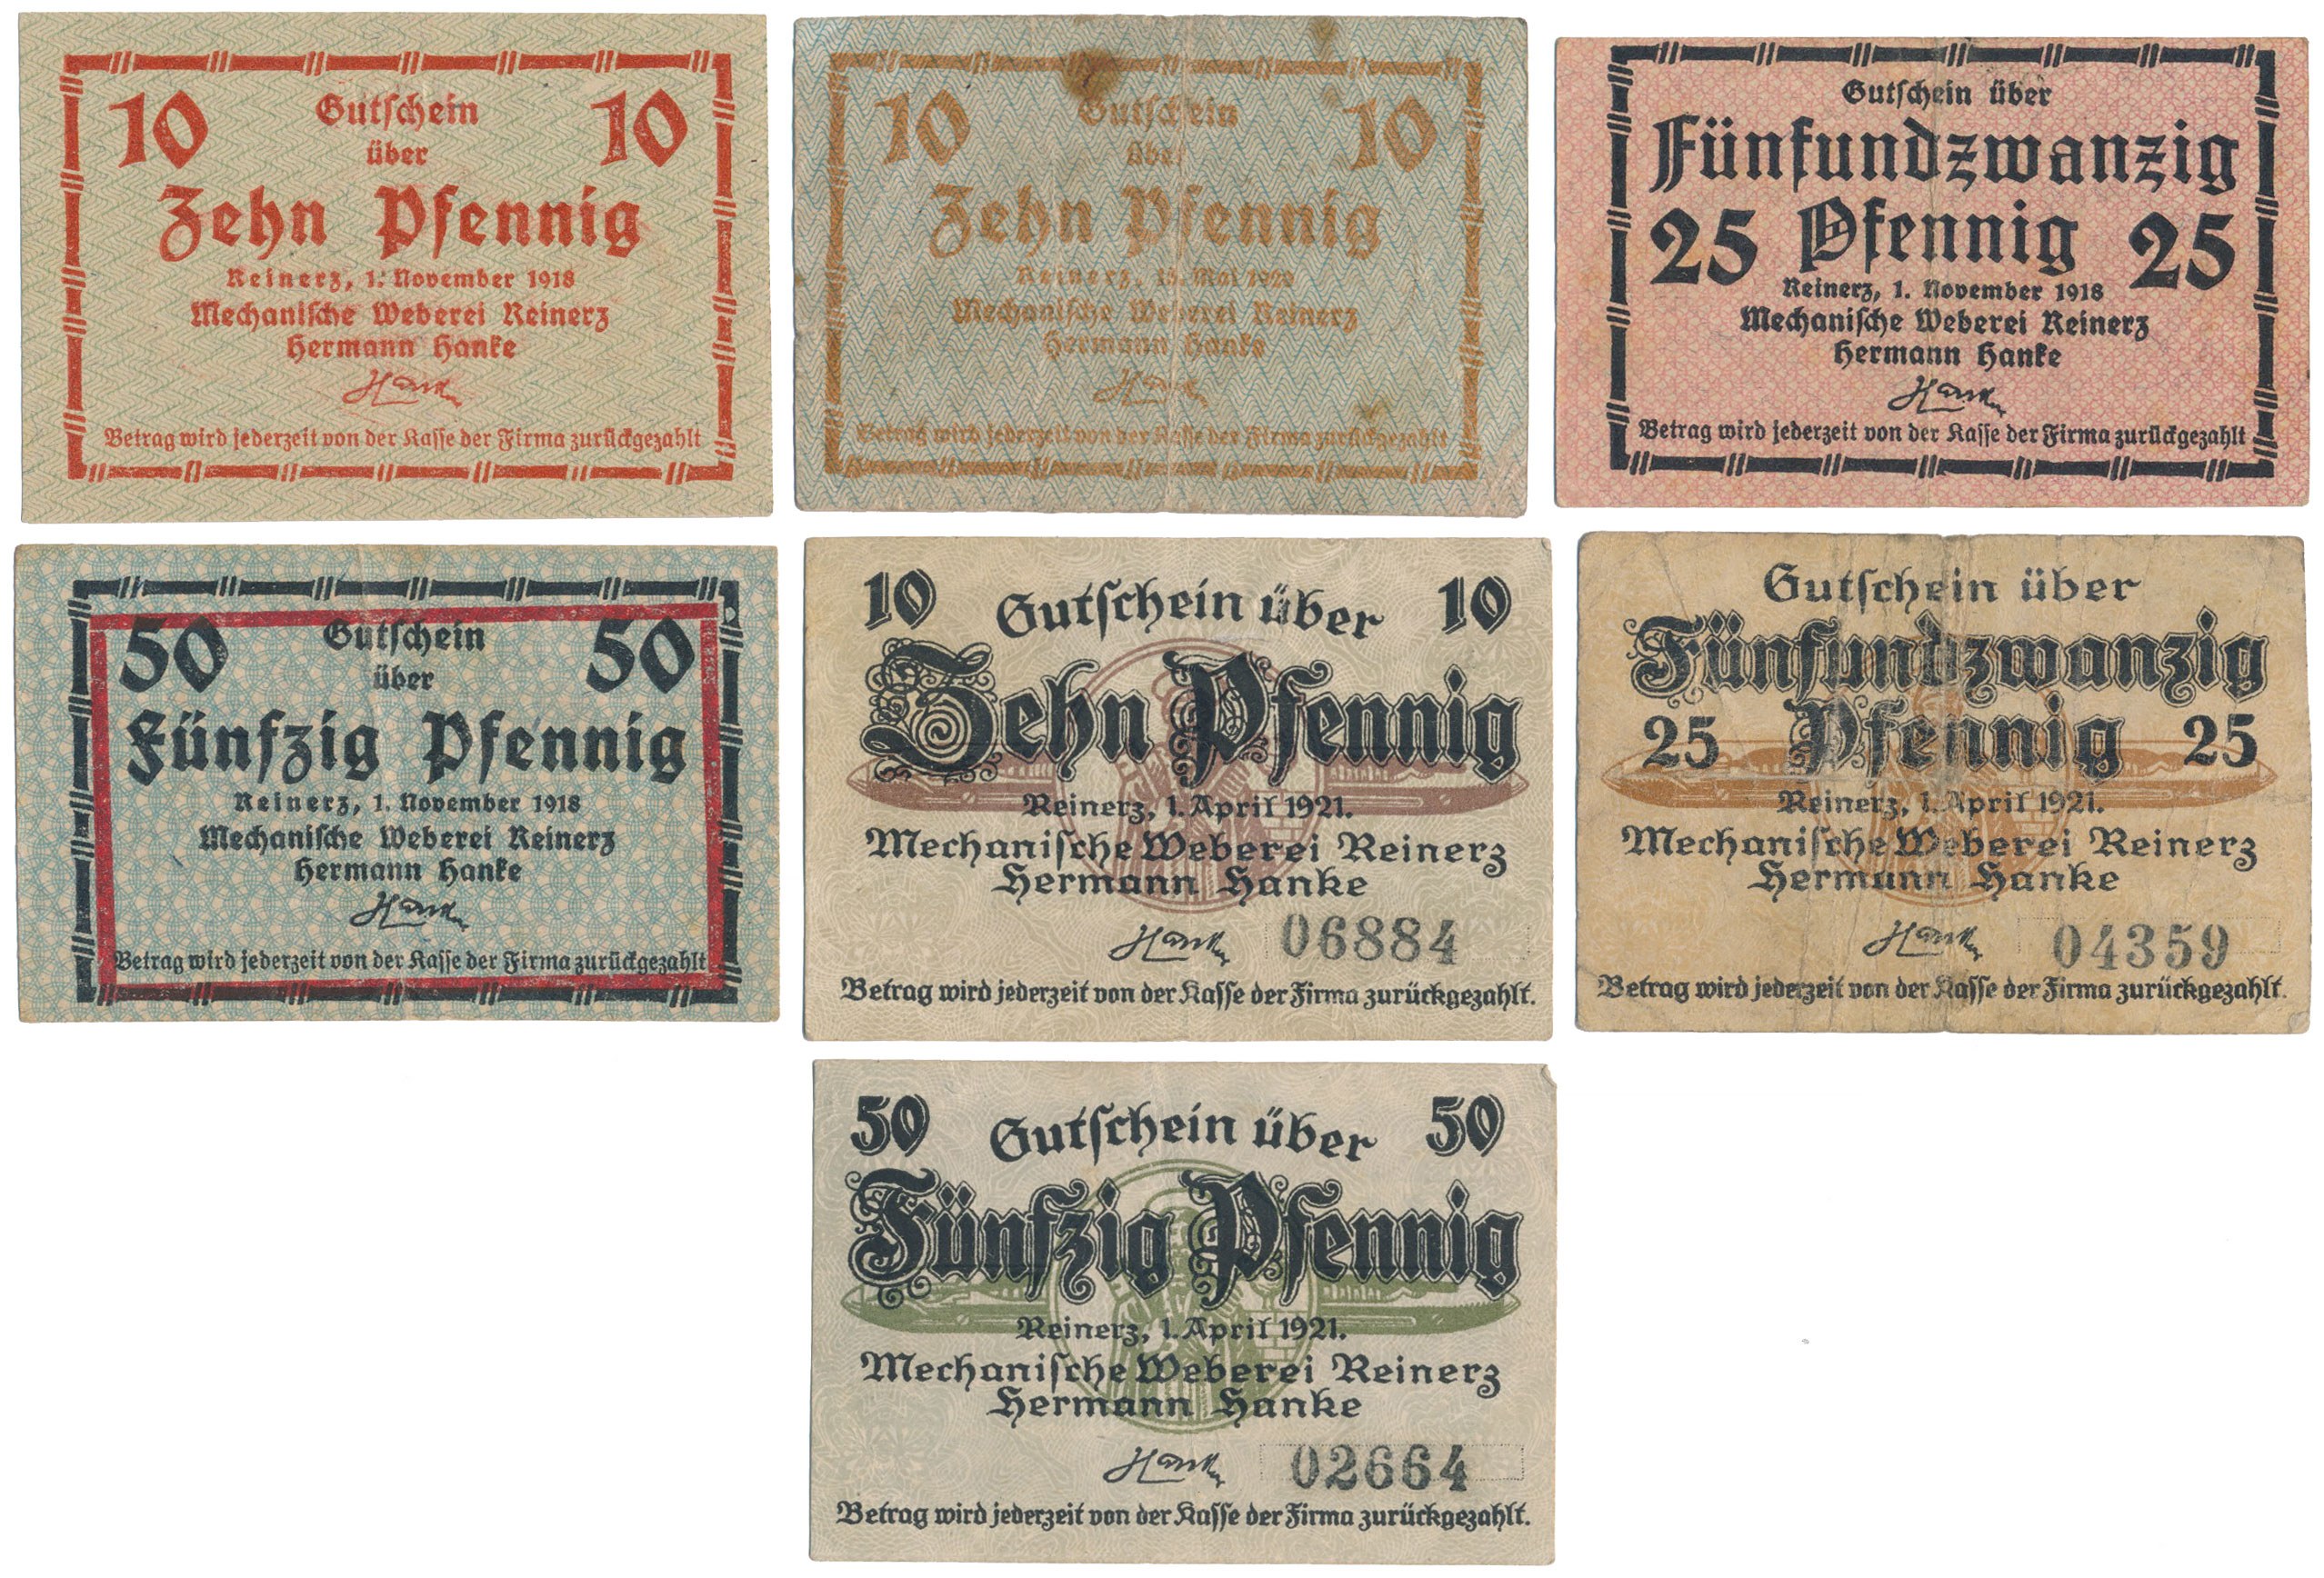 10 Gutschein 10
über
Zehn Pfennig
Reinerz, 1. November 1918
Mechanische Weberei Reinerz
Hermann Hanke
Hanke
Betrag wird jederzeit von der Kasse der Firma zurückgezahlt
10 Gutschein 10
über
Zehn Pfennig
Reinerz, 15. Mai 1920
Mechanische Weberei Reinerz
Hermann Hanke
Hanke
Betrag wird jederzeit von der Kasse der Firma zurückgezahlt
Gutschein über
Fünfundzwanzig
25 Pfennig 25
Reinerz, 1. November 1918
Mechanische Weberei Reinerz
Hermann Hanke
Hanke
Betrag wird jederzeit von der Kasse der Firma zurückgezahlt
50 Gutschein 50
über
Fünfzig Pfennig
Reinerz, 1. November 1918
Mechanische Weberei Reinerz
Hermann Hanke
Hanke
Betrag wird jederzeit von der Kasse der Firma zurückgezahlt
10 Gutschein über 10
Zehn Pfennig
Reinerz, 1. April 1921.
Mechanische Weberei Reinerz
Hermann Hanke
Hanke 06884
Betrag wird jederzeit von der Kasse der Firma zurückgezahlt.
Gutschein über
Fünfundzwanzig
25 Pfennig 25
Reinerz, 1. April 1921.
Mechanische Weberei Reinerz
Hermann Hanke
Hanke 04359
Betrag wird jederzeit von der Kasse der Firma zurückgezahlt.
50 Gutschein über 50
Fünfzig Pfennig
Reinerz, 1. April 1921.
Mechanische Weberei Reinerz
Hermann Hanke
Hanke 02664
Betrag wird jederzeit von der Kasse der Firma zurückgezahlt.